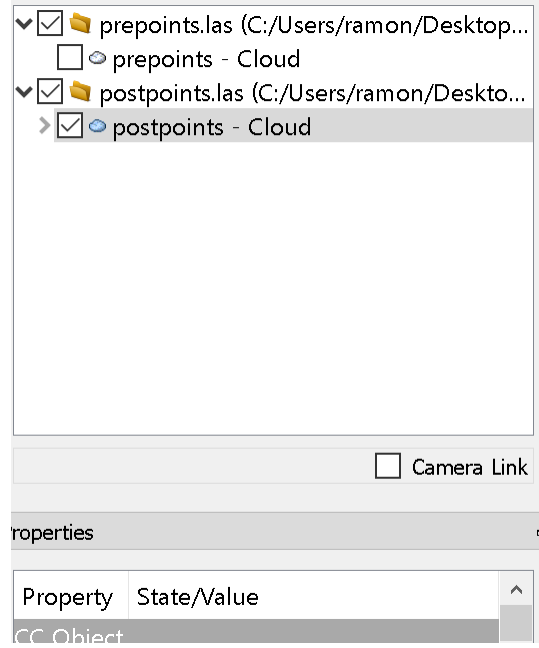 prepoints.las (C:/Users/ramon/Desktop...
prepoints - Cloud
postpoints.las (C:/Users/ramon/Deskto...
postpoints - Cloud
Camera Link
Properties
Property State/Value
CC Object